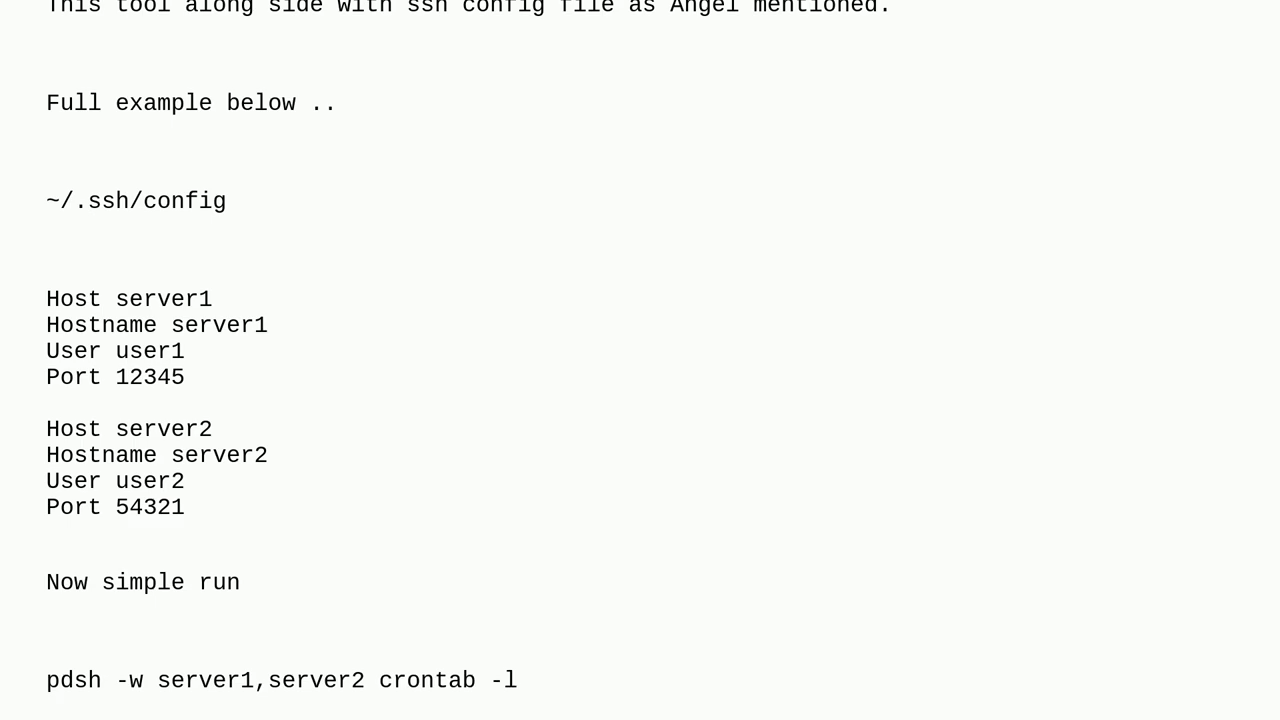 This tool along side with ssh config file as Angel mentioned.
Full example below ..
~/.ssh/config
Host server1
Hostname server1
User user1
Port 12345
Host server2
Hostname server2
User user2
Port 54321
Now simple run
pdsh -w server1,server2 crontab -l